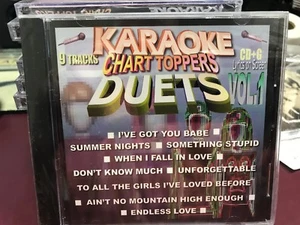 KARAOKE
9 TRACKS
CHART TOPPERS
CD+G
DUETS
VOL.1
I'VE GOT YOU BABE
SUMMER NIGHTS ■ SOMETHING STUPID
WHEN I FALL IN LOVE
DON'T KNOW MUCH ■ UNFORGETTABLE
TO ALL THE GIRLS I'VE LOVED BEFORE
AIN'T NO MOUNTAIN HIGH ENOUGH
ENDLESS LOVE